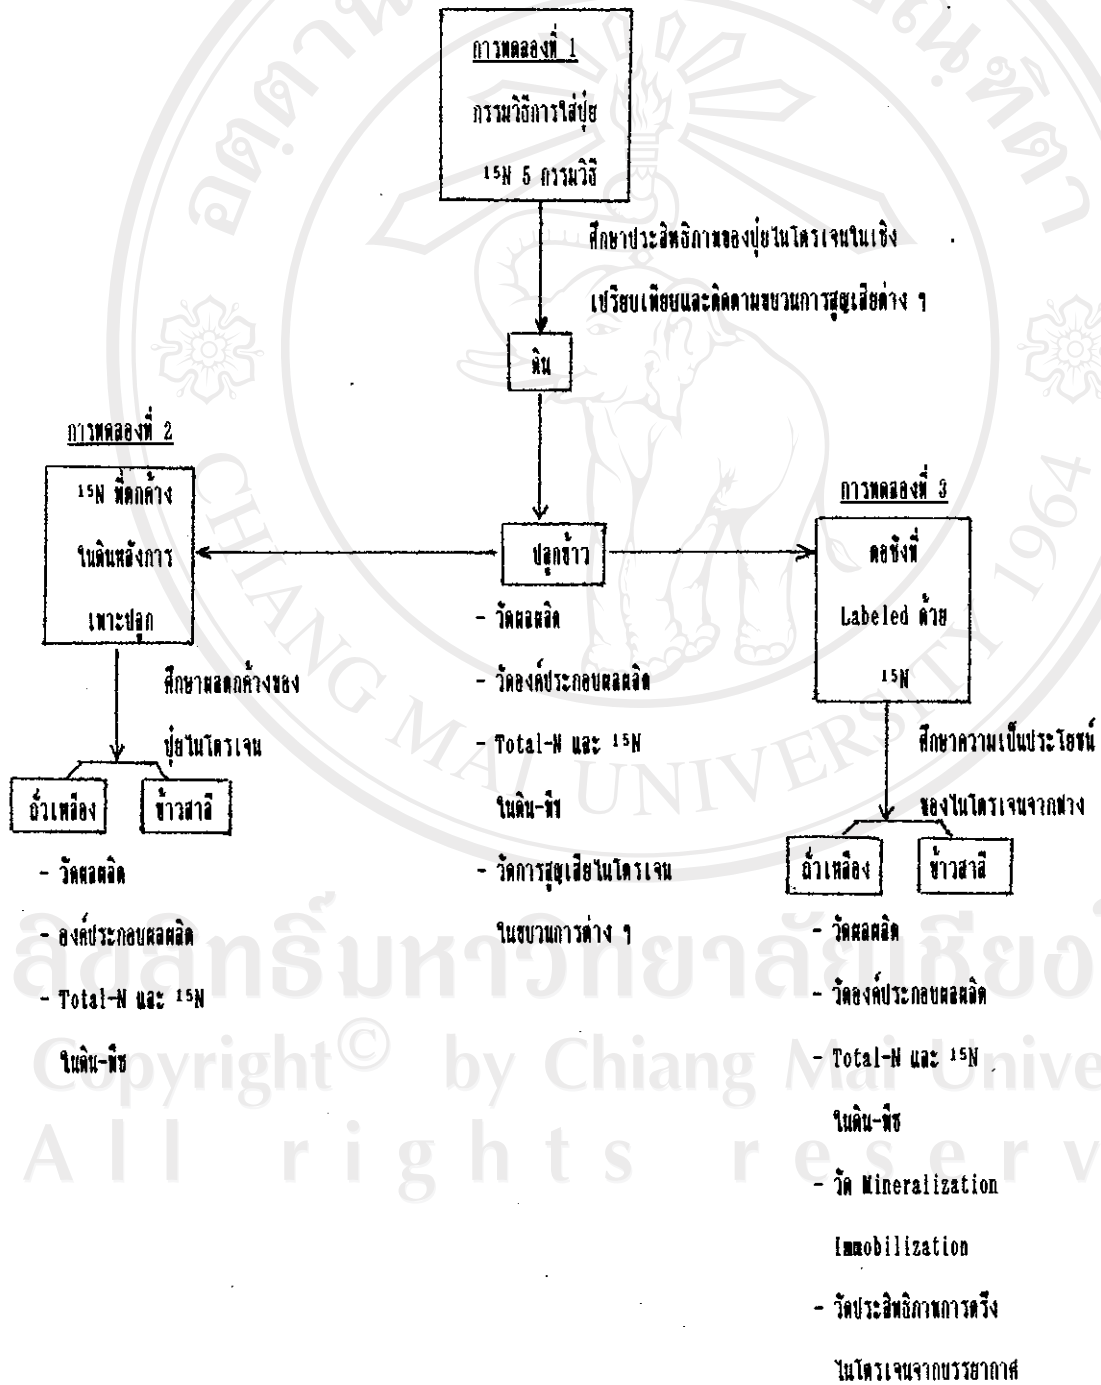 การทดลองที่ 1
กรรมวิธีการใส่ปุ๋ย
¹⁵N 5 กรรมวิธี
ศึกษาประสิทธิภาพของปุ๋ยไนโตรเจนในเชิง
เปรียบเทียบและติดตามขบวนการสูญเสียต่าง ๆ
ดิน
การทดลองที่ 2
¹⁵N ที่ตกค้าง
ในดินหลังการ
เพาะปลูก
ศึกษาผลตกค้างของ
ปุ๋ยไนโตรเจน
ถั่วเหลือง
ข้าวสาลี
- วัดผลผลิต
- องค์ประกอบผลผลิต
- Total-N และ ¹⁵N
ในดิน-พืช
ปลูกข้าว
- วัดผลผลิต
- วัดองค์ประกอบผลผลิต
- Total-N และ ¹⁵N
ในดิน-พืช
- วัดการสูญเสียไนโตรเจน
ในขบวนการต่าง ๆ
การทดลองที่ 3
ตอซังที่
Labeled ด้วย
¹⁵N
ศึกษาความเป็นประโยชน์
ของไนโตรเจนจากฟาง
ถั่วเหลือง
ข้าวสาลี
- วัดผลผลิต
- วัดองค์ประกอบผลผลิต
- Total-N และ ¹⁵N
ในดิน-พืช
- วัด Mineralization
Immobilization
- วัดประสิทธิภาพการตรึง
ไนโตรเจนจากบรรยากาศ
CHIANG MAI UNIVERSITY 1964
ลิขสิทธิ์มหาวิทยาลัยเชียง
Copyright© by Chiang Mai Unive
All rights reserv